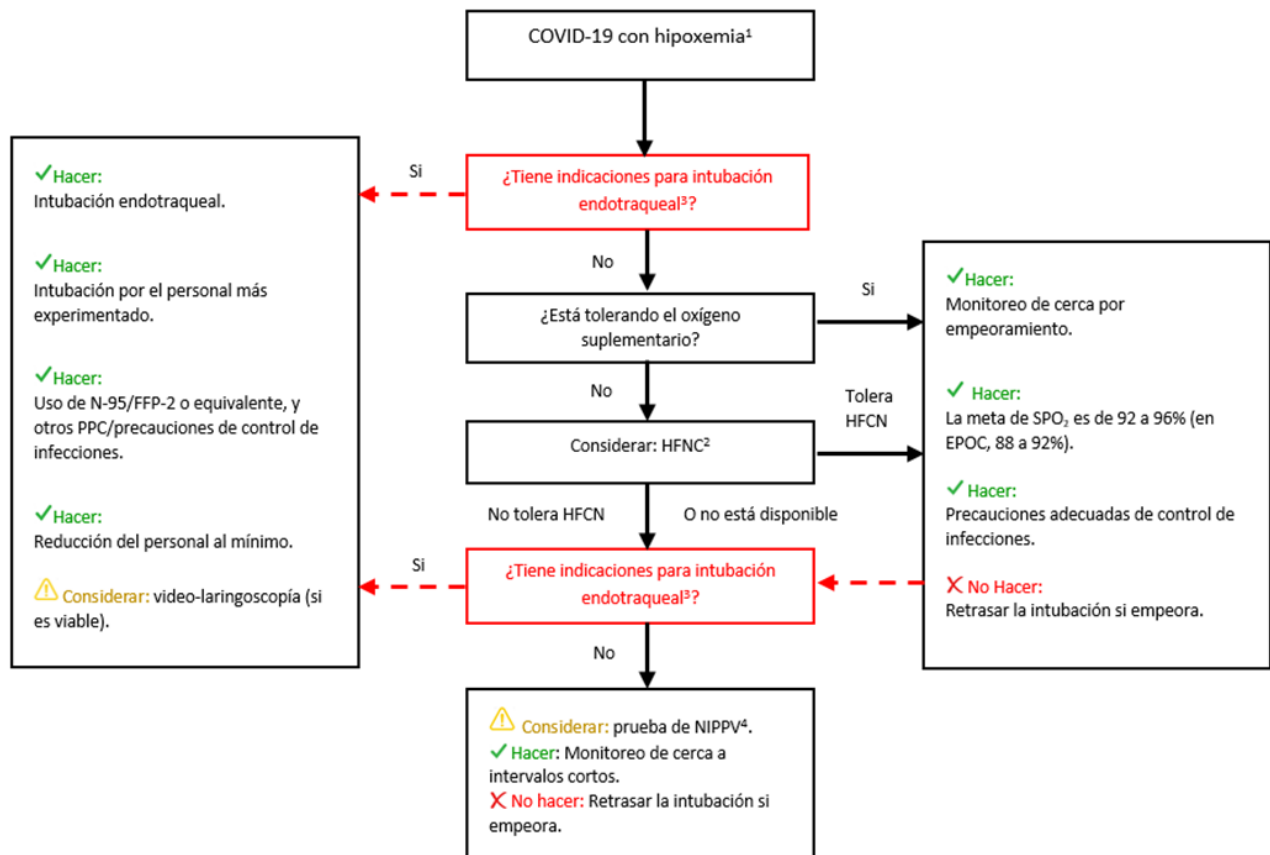 COVID-19 con hipoxemia¹
¿Tiene indicaciones para intubación
endotraqueal³?
Si
No
✓Hacer:
Intubación endotraqueal.
✓Hacer:
Intubación por el personal más
experimentado.
✓Hacer:
Uso de N-95/FFP-2 o equivalente, y
otros PPC/precauciones de control de
infecciones.
✓Hacer:
Reducción del personal al mínimo.
⚠ Considerar: video-laringoscopía (si
es viable).
¿Está tolerando el oxígeno
suplementario?
Si
No
Considerar: HFNC²
Tolera
HFCN
✓Hacer:
Monitoreo de cerca por
empeoramiento.
✓ Hacer:
La meta de SPO₂ es de 92 a 96% (en
EPOC, 88 a 92%).
✓Hacer:
Precauciones adecuadas de control de
infecciones.
✗ No Hacer:
Retrasar la intubación si empeora.
No tolera HFCN
O no está disponible
¿Tiene indicaciones para intubación
endotraqueal³?
Si
No
⚠ Considerar: prueba de NIPPV⁴.
✓ Hacer: Monitoreo de cerca a
intervalos cortos.
✗ No hacer: Retrasar la intubación si
empeora.